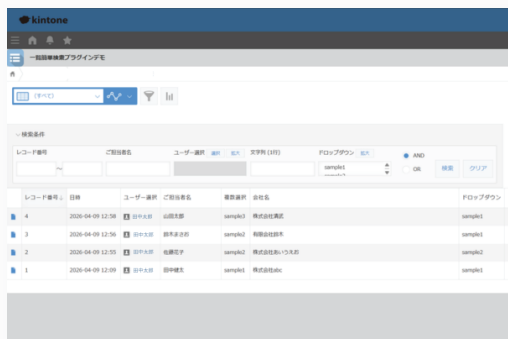 kintone
一覧画面検索プラグインデモ
(すべて)
検索条件
レコード番号 ご担当者名 ユーザー選択 選択 拡大 文字列 (1行) ドロップダウン 拡大
~ sample1 AND
OR 検索 クリア
レコード番号 日時 ユーザー選択 ご担当者名 複数選択 会社名 ドロップダウン
4 2026-04-09 12:58 田中太郎 山田太郎 sample3 株式会社青広 sample1
3 2026-04-09 12:56 田中太郎 鈴木まさお sample2 有限会社鈴木 sample1
2 2026-04-09 12:55 田中太郎 佐藤花子 sample2 株式会社あいうえお sample2
1 2026-04-09 12:09 田中太郎 田中健太 sample1 株式会社abc sample1